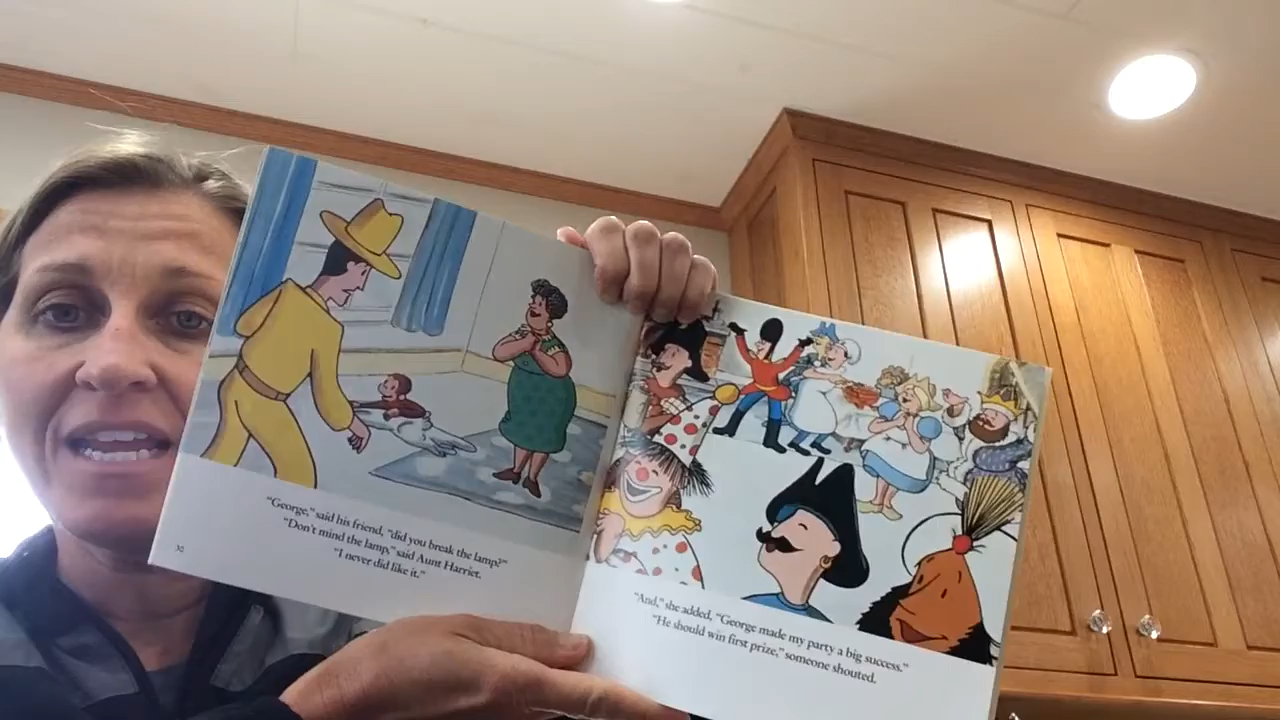 "George," said his friend, "did you break the lamp?"
"Don't mind the lamp," said Aunt Harriet.
"I never did like it."
"And," she added, "George made my party a big success."
"He should win first prize," someone shouted.